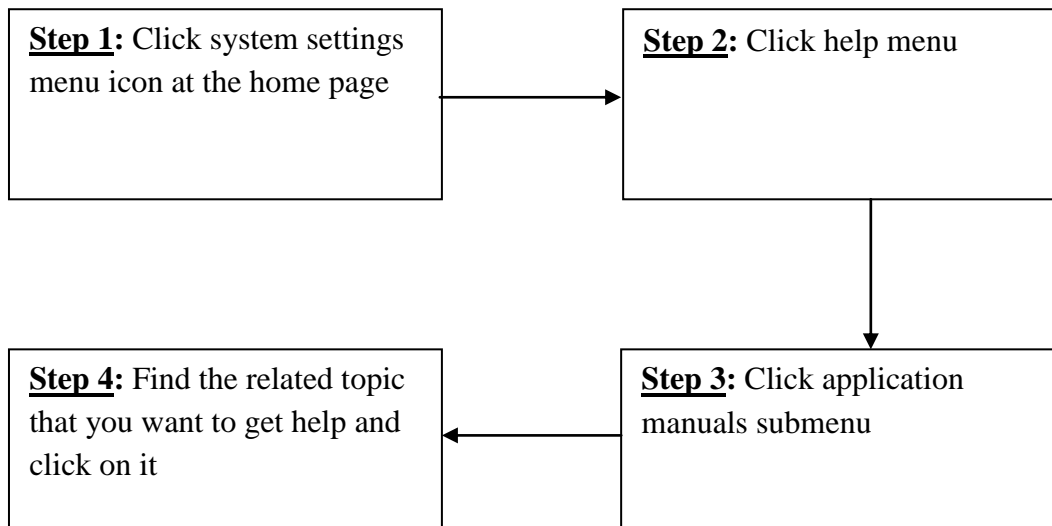 Step 1: Click system settings
menu icon at the home page
Step 2: Click help menu
Step 3: Click application
manuals submenu
Step 4: Find the related topic
that you want to get help and
click on it